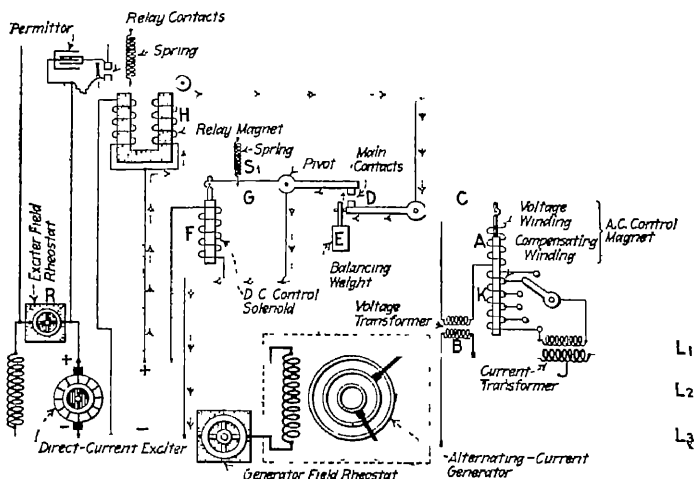 Relay Contacts
Permittor
Spring
H
Relay Magnet
Spring
S1
Pivot
Main
Contacts
G
D
C
Voltage
Winding
A.C. Control
Magnet
A
Compensating
Winding
F
E
K
Exciter Field
Rheostat
R
D C Control
Solenoid
Balancing
Weight
Voltage
Transformer
B
+
+
-
-
Current
Transformer
L1
L2
L3
Direct-Current Exciter
Generator Field Rheostat
Alternating-Current
Generator